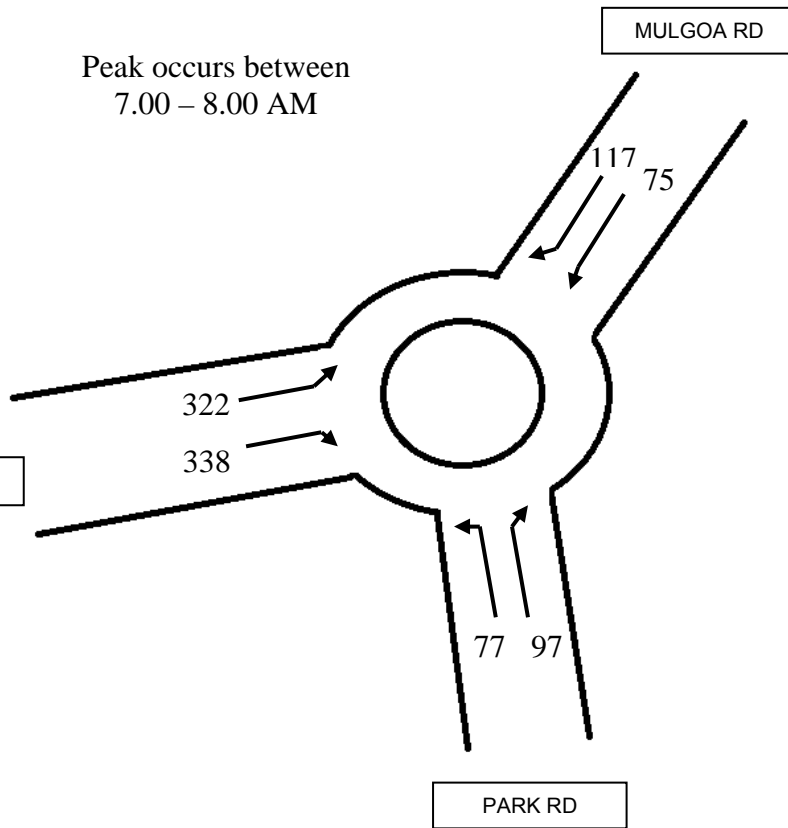 MULGOA RD
Peak occurs between
7.00 – 8.00 AM
117
75
322
338
77 97
PARK RD